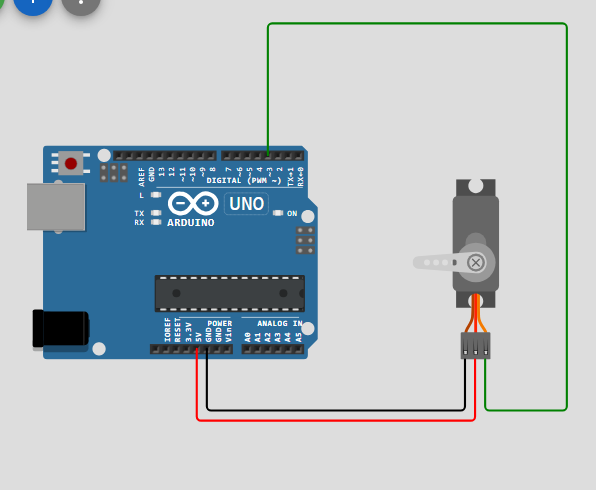 AREF
GND
13
12
~11
~10
~9
8
7
~6
~5
4
~3
2
TX→1
RX←0
DIGITAL (PWM ~)
L
TX
RX
UNO
ON
ARDUINO
POWER
ANALOG IN
IOREF
RESET
3.3V
5V
GND
GND
Vin
A0
A1
A2
A3
A4
A5